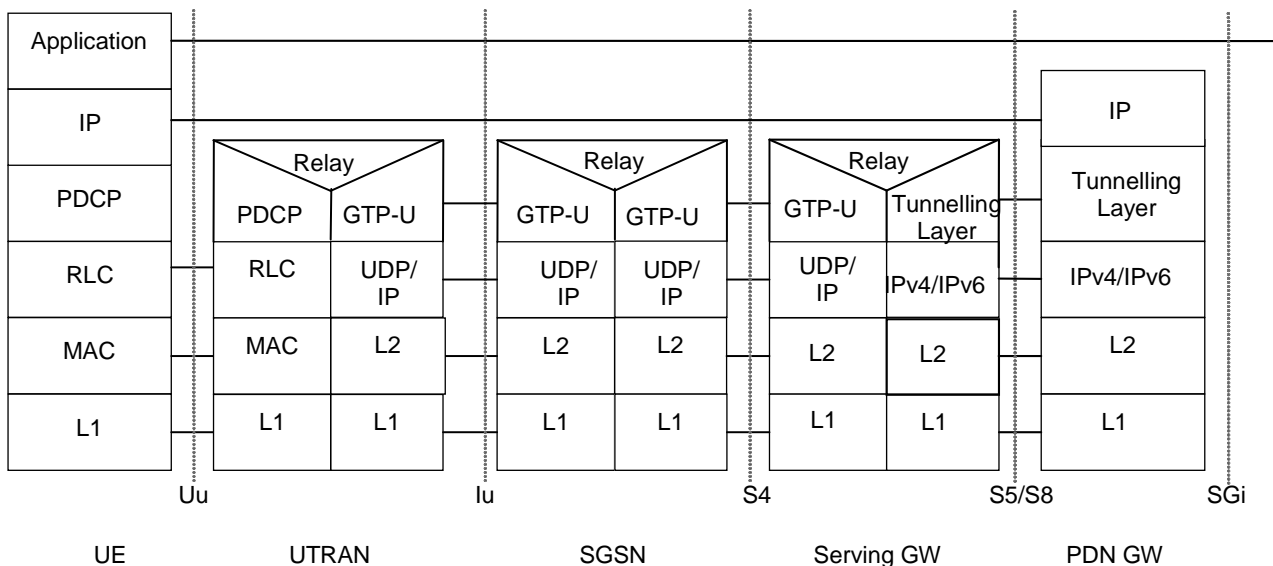 Application
IP
IP
Relay
Relay
Relay
PDCP
PDCP
GTP-U
GTP-U
GTP-U
GTP-U
Tunnelling
Layer
Tunnelling
Layer
RLC
RLC
UDP/
IP
UDP/
IP
UDP/
IP
UDP/
IP
IPv4/IPv6
IPv4/IPv6
MAC
MAC
L2
L2
L2
L2
L2
L2
L1
L1
L1
L1
L1
L1
L1
L1
Uu
Iu
S4
S5/S8
SGi
UE
UTRAN
SGSN
Serving GW
PDN GW